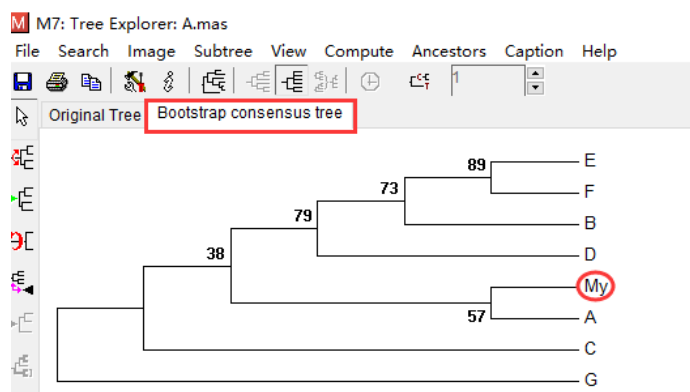 M M7: Tree Explorer: A.mas
File Search Image Subtree View Compute Ancestors Caption Help
1
Original Tree Bootstrap consensus tree
89 E
F
73
B
79
D
38
My
57 A
C
G